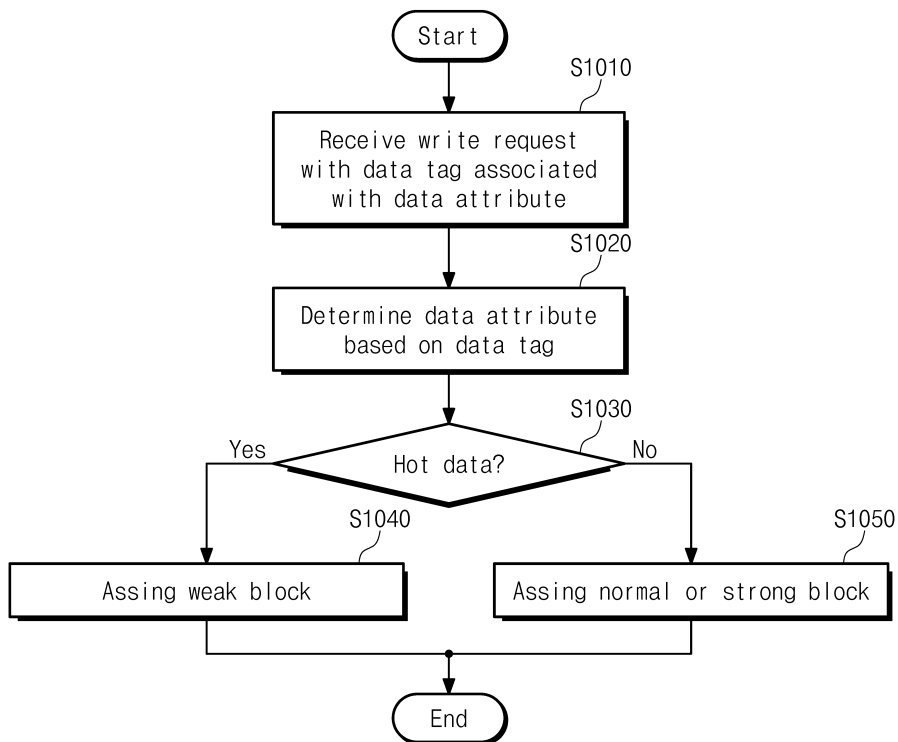 Start
S1010
Receive write request
with data tag associated
with data attribute
S1020
Determine data attribute
based on data tag
S1030
Yes
Hot data?
No
S1040
S1050
Assing weak block
Assing normal or strong block
End